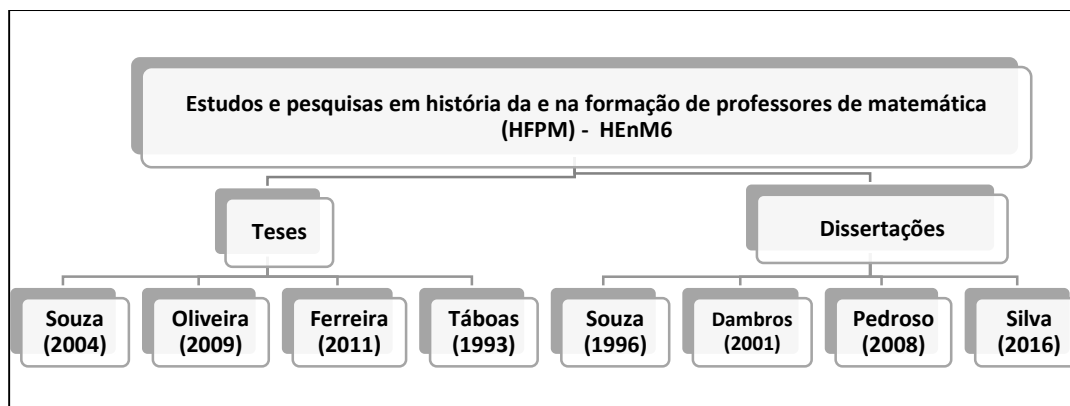 Estudos e pesquisas em história da e na formação de professores de matemática
(HFPM) - HEnM6
Teses
Dissertações
Souza
(2004)
Oliveira
(2009)
Ferreira
(2011)
Táboas
(1993)
Souza
(1996)
Dambros
(2001)
Pedroso
(2008)
Silva
(2016)